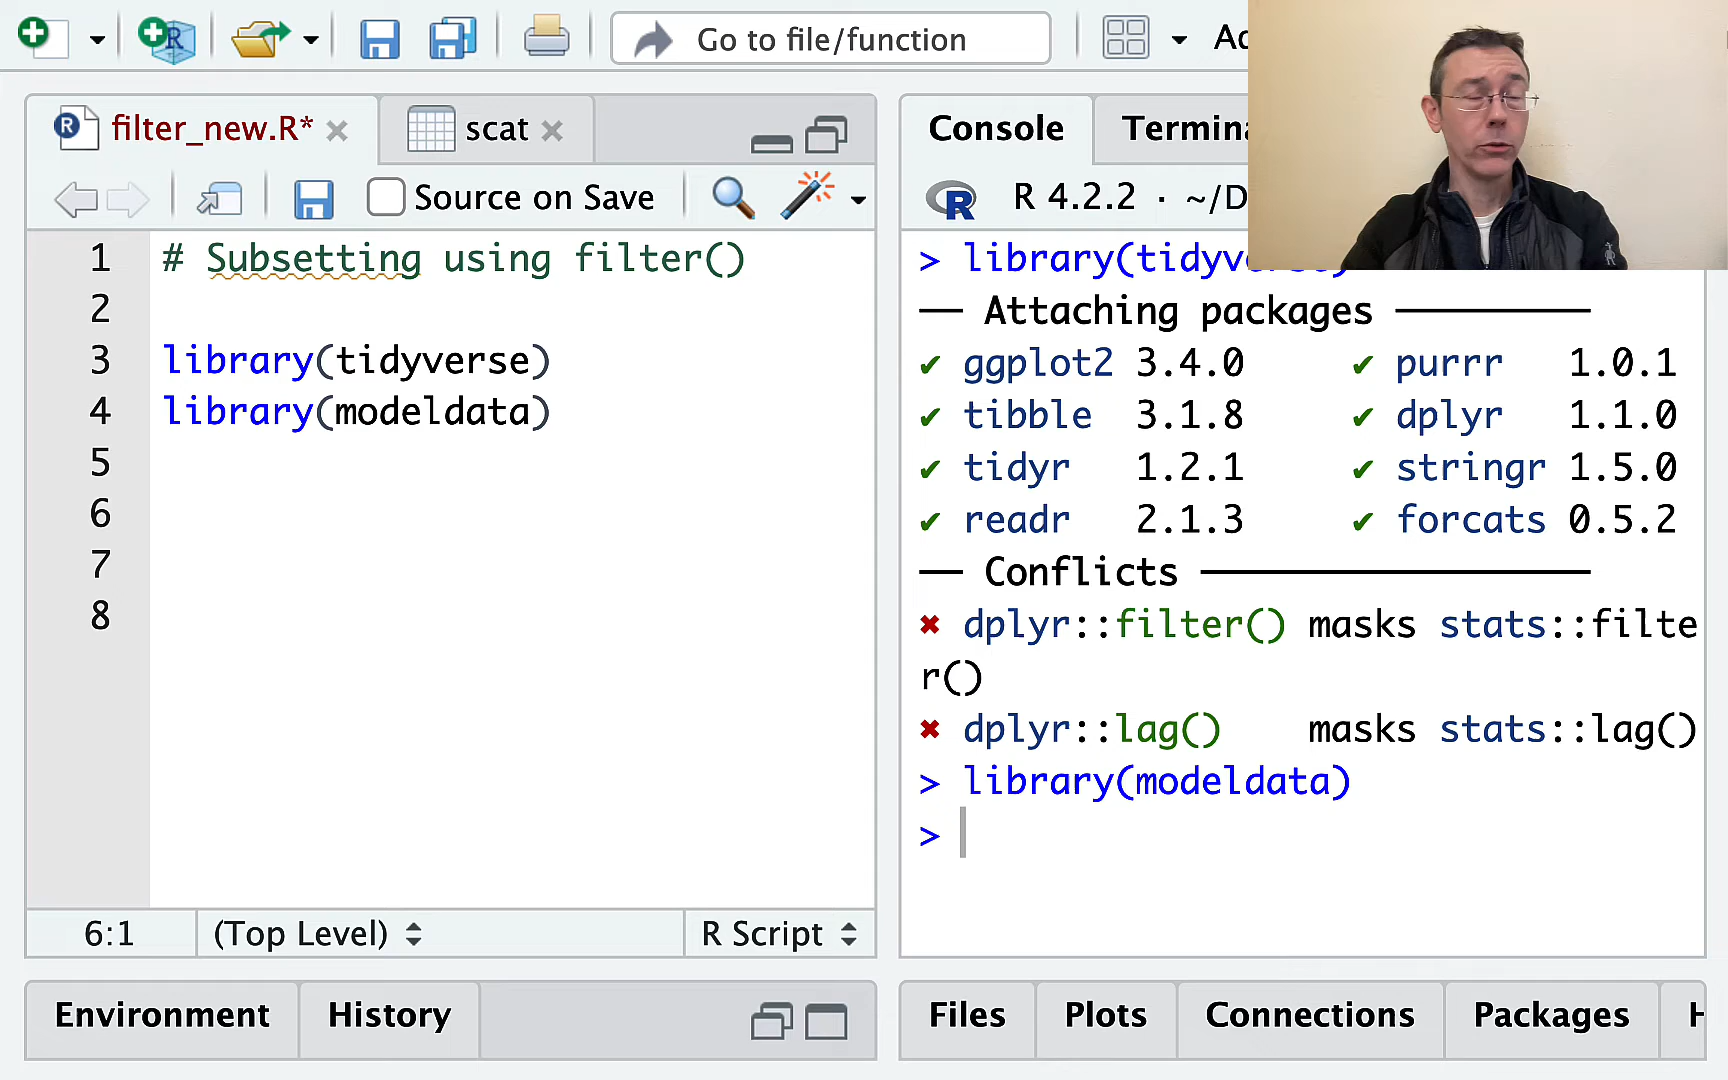 Go to file/function
filter_new.R*
scat
Source on Save
1 # Subsetting using filter()
2
3 library(tidyverse)
4 library(modeldata)
5
6
7
8
6:1 (Top Level) R Script
Environment History
Console
R 4.2.2 · ~/D
> library(tidyverse)
── Attaching packages ─────────
✔ ggplot2 3.4.0 ✔ purrr 1.0.1
✔ tibble 3.1.8 ✔ dplyr 1.1.0
✔ tidyr 1.2.1 ✔ stringr 1.5.0
✔ readr 2.1.3 ✔ forcats 0.5.2
── Conflicts ──────────────────
✖ dplyr::filter() masks stats::filte
r()
✖ dplyr::lag() masks stats::lag()
> library(modeldata)
>
Files Plots Connections Packages